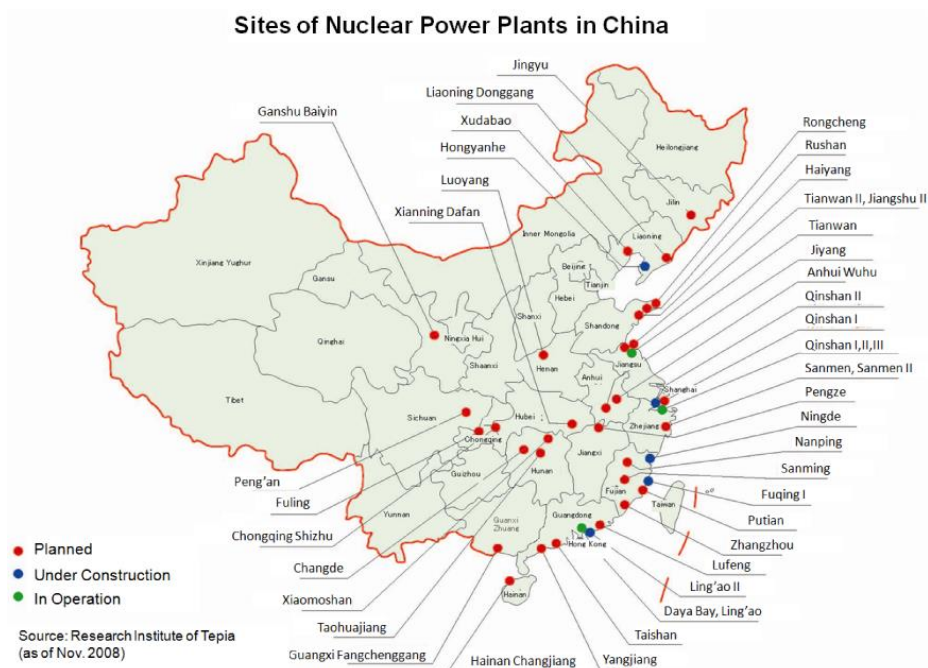 Sites of Nuclear Power Plants in China
Jingyu
Liaoning Donggang
Ganshu Baiyin
Xudabao
Hongyanhe
Luoyang
Xianning Dafan
Rongcheng
Rushan
Haiyang
Tianwan II, Jiangshu II
Tianwan
Jiyang
Anhui Wuhu
Qinshan II
Qinshan I
Qinshan I,II,III
Sanmen, Sanmen II
Pengze
Ningde
Nanping
Sanming
Fuqing I
Putian
Zhangzhou
Lufeng
Ling'ao II
Daya Bay, Ling'ao
Taishan
Yangjiang
Hainan Changjiang
Guangxi Fangchenggang
Taohuajiang
Xiaomoshan
Changde
Chongqing Shizhu
Fuling
Peng'an
Heilongjiang
Jilin
Liaoning
Inner Mongolia
Beijing
Tianjin
Hebei
Xinjiang Yughur
Gansu
Shanxi
Shandong
Ningxia Hui
Qinghai
Shaanxi
Henan
Jiangsu
Anhui
Shanghai
Tibet
Sichuan
Hubei
Chongqing
Zhejiang
Jiangxi
Hunan
Guizhou
Fujian
Yunnan
Guanxi
Zhuang
Guangdong
Taiwan
Hong Kong
Hainan
Planned
Under Construction
In Operation
Source: Research Institute of Tepia
(as of Nov. 2008)